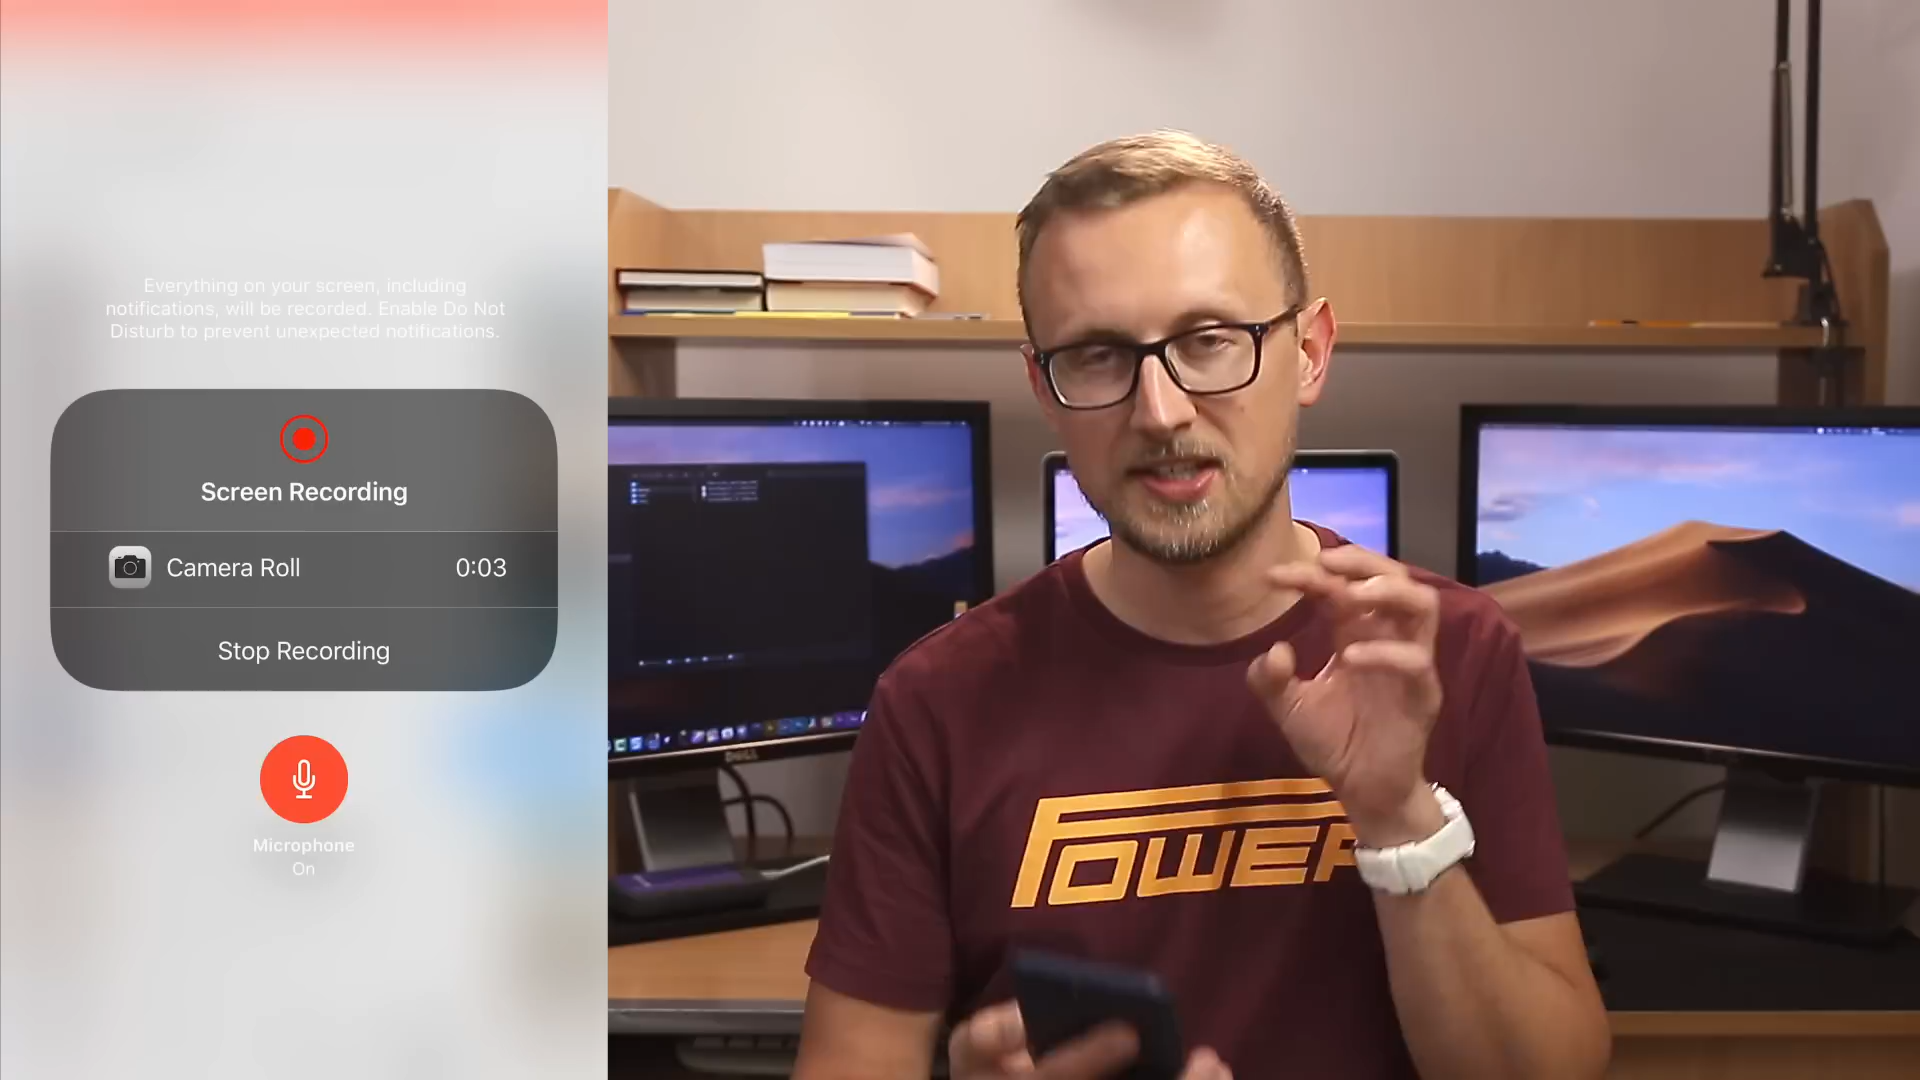 Everything on your screen, including
notifications, will be recorded. Enable Do Not
Disturb to prevent unexpected notifications.
Screen Recording
Camera Roll 0:03
Stop Recording
Microphone
On
DELL
POWER